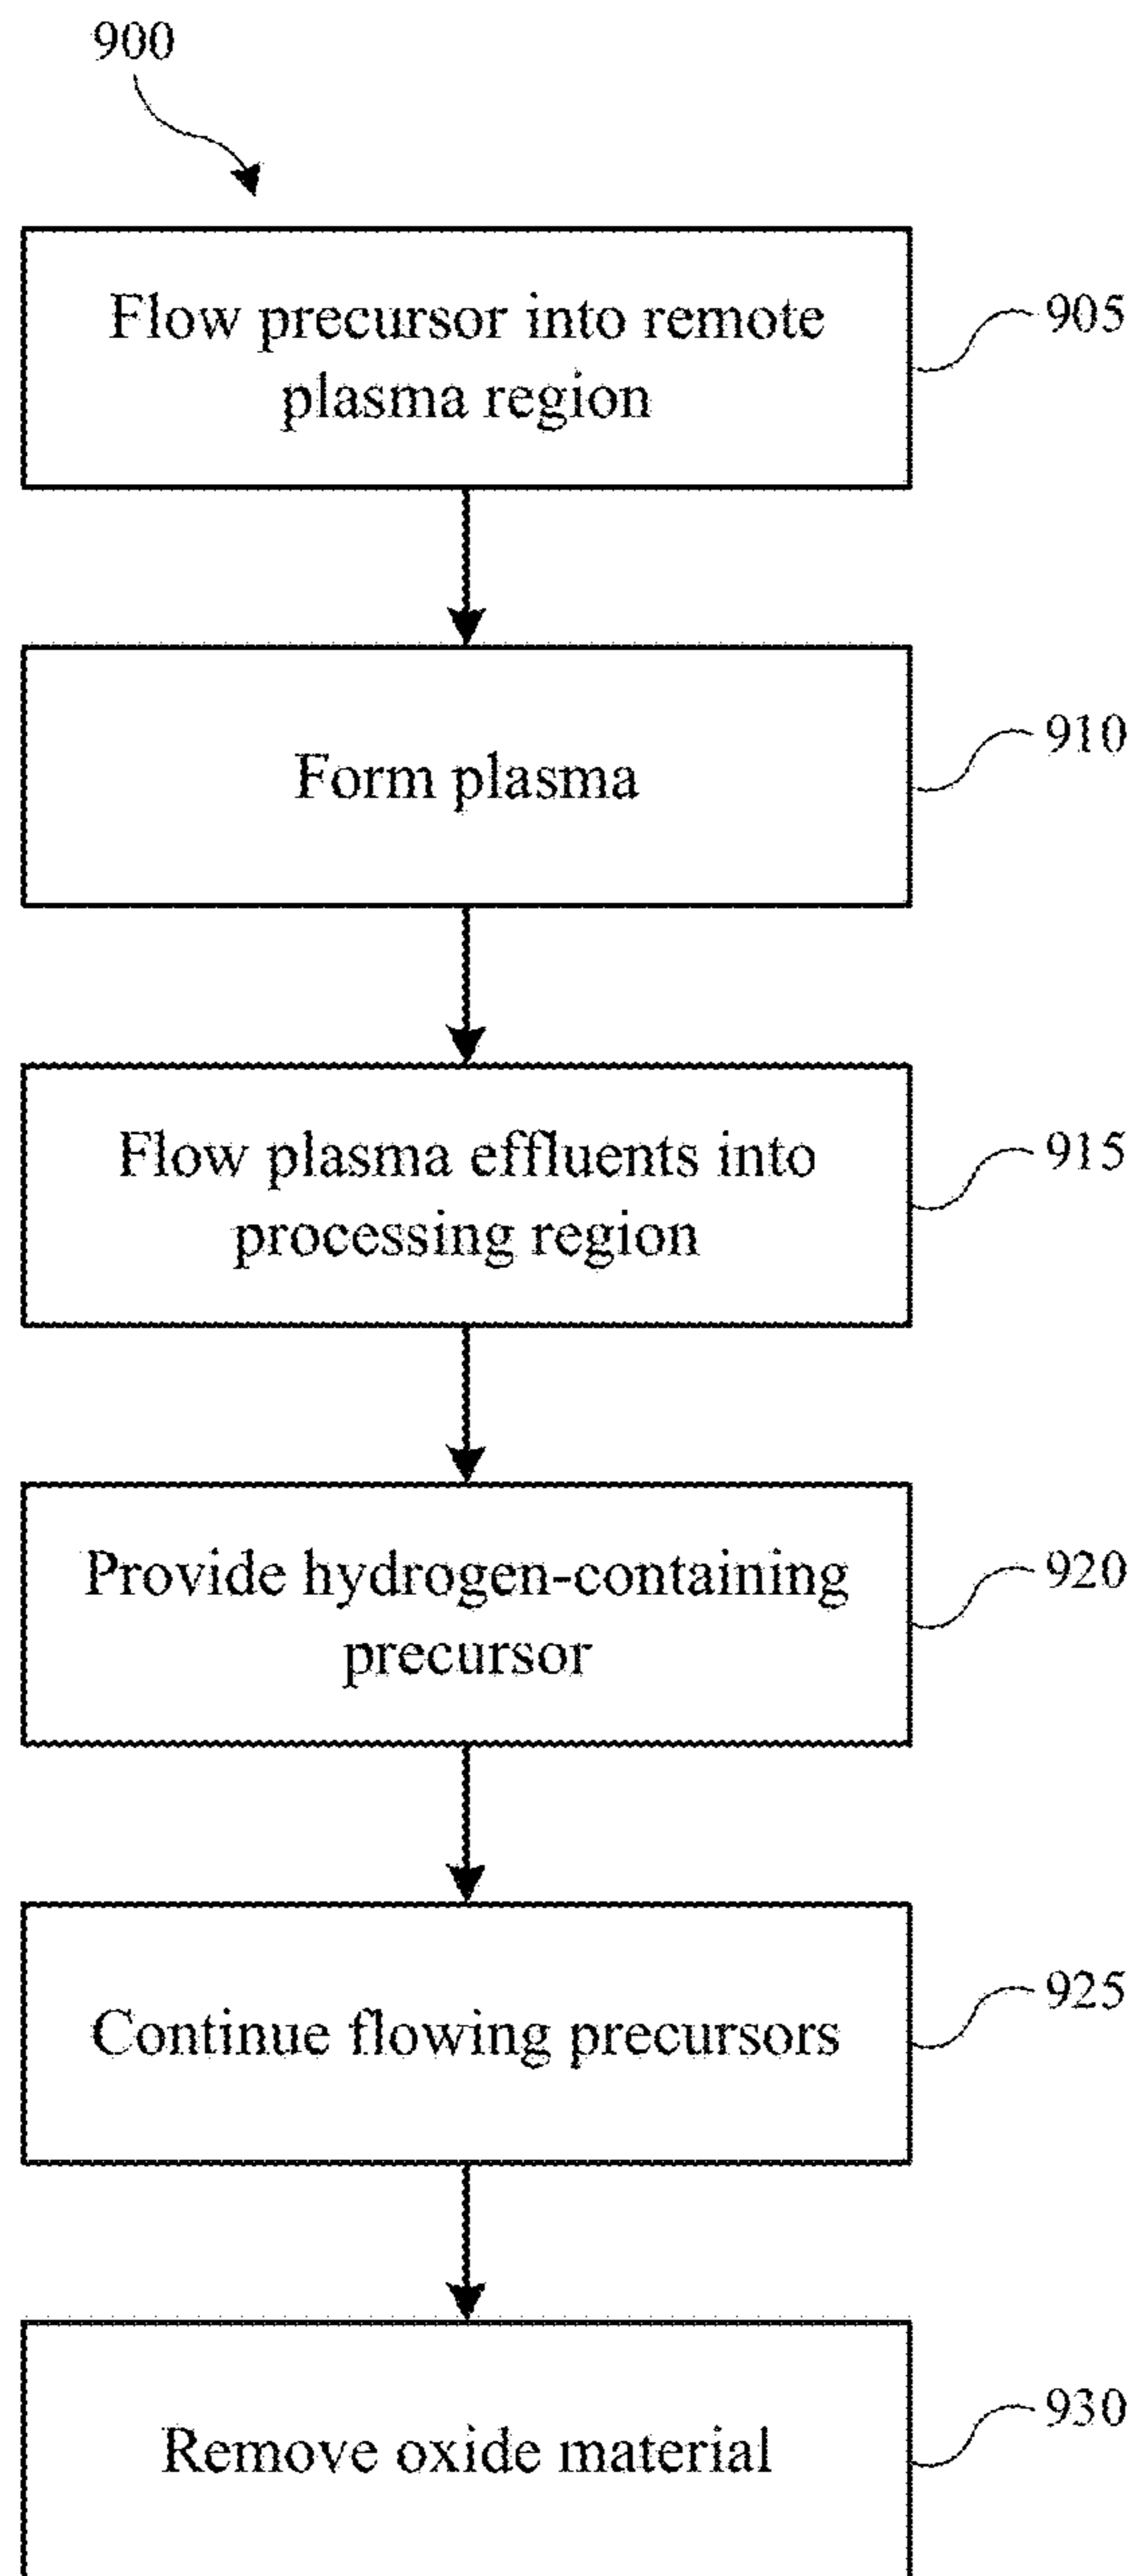 900
Flow precursor into remote
plasma region
905
Form plasma
910
Flow plasma effluents into
processing region
915
Provide hydrogen-containing
precursor
920
Continue flowing precursors
925
Remove oxide material
930